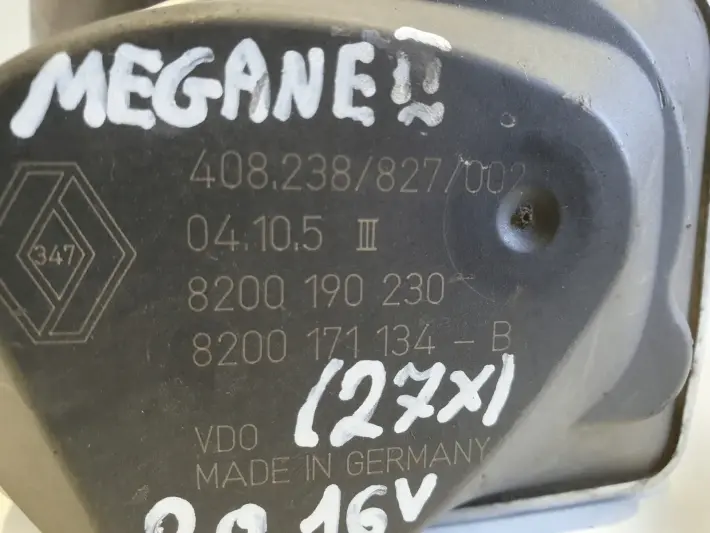 MEGANE II
408.238/827/002
04.10.5 III
347
8200 190 230
8200 171 134 - B
(27x)
VDO
MADE IN GERMANY
16V